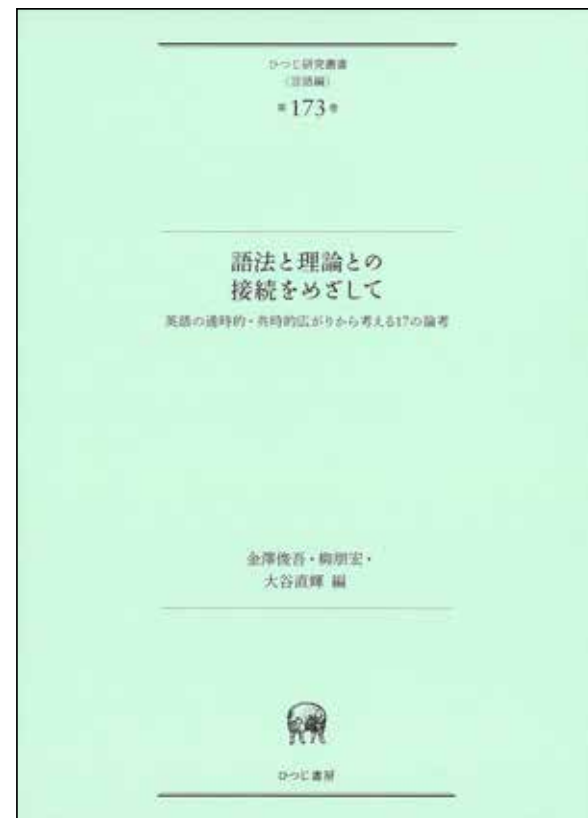 ひつじ研究叢書
〈言語編〉
第173巻
語法と理論との
接続をめざして
英語の通時的・共時的広がりから考える17の論考
金澤俊吾・柳朋宏・
大谷直輝 編
ひつじ書房